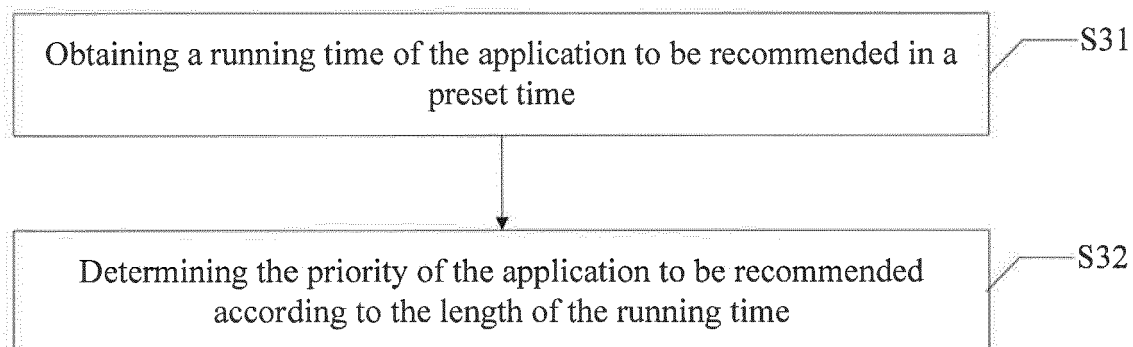 Obtaining a running time of the application to be recommended in a
preset time
S31
Determining the priority of the application to be recommended
according to the length of the running time
S32